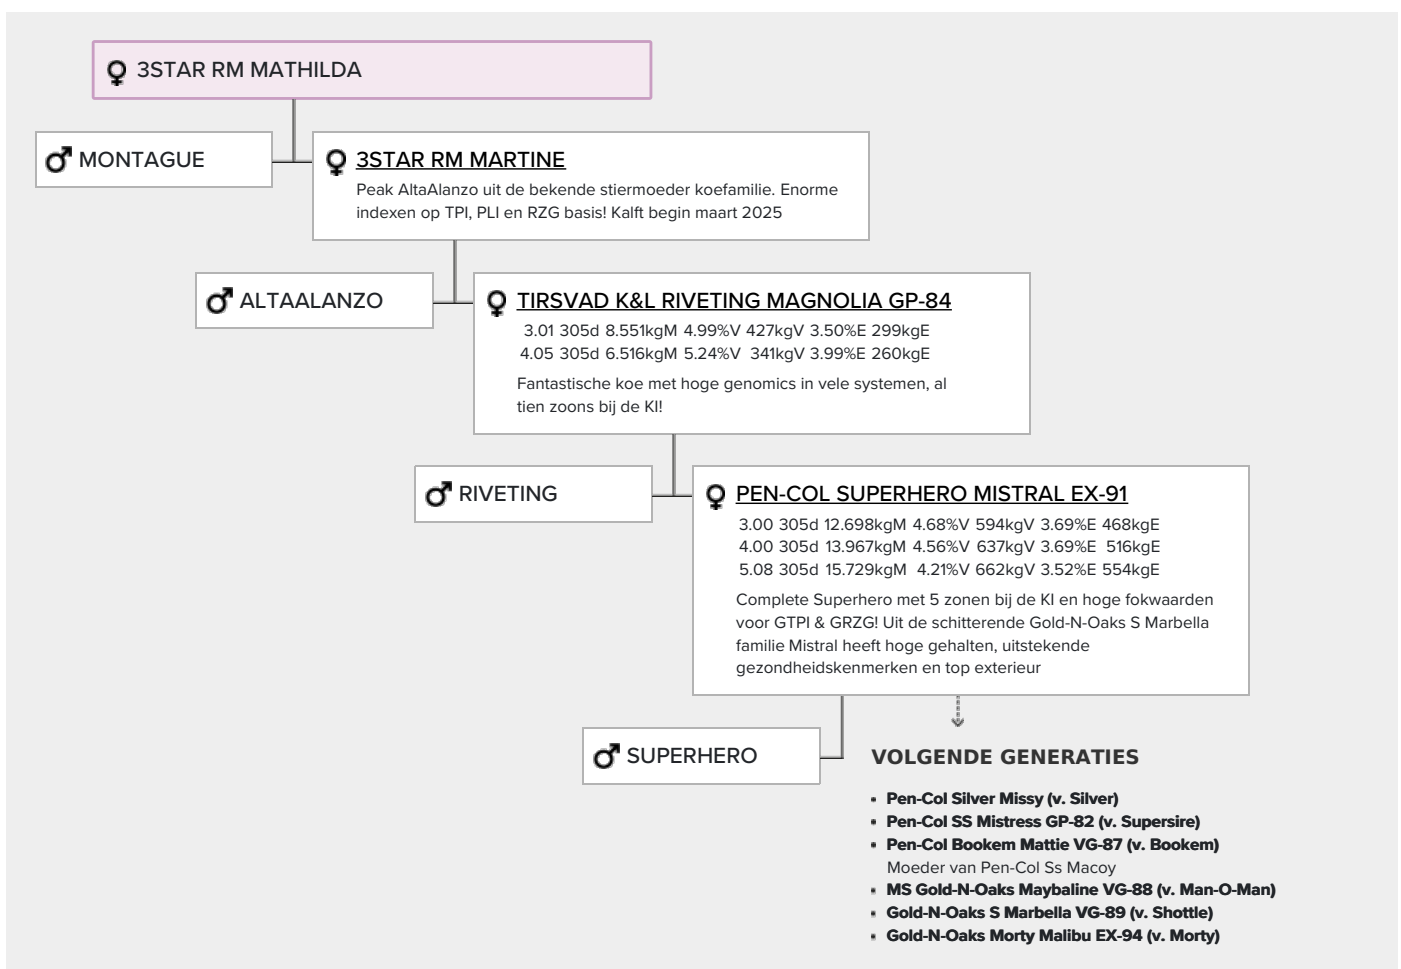 ♀ 3STAR RM MATHILDA
♂ MONTAGUE
♀ 3STAR RM MARTINE
Peak AltaAlanzo uit de bekende stiermoeder koefamilie. Enorme
indexen op TPI, PLI en RZG basis! Kalft begin maart 2025
♂ ALTAALANZO
♀ TIRSVAD K&L RIVETING MAGNOLIA GP-84
3.01 305d 8.551kgM 4.99%V 427kgV 3.50%E 299kgE
4.05 305d 6.516kgM 5.24%V 341kgV 3.99%E 260kgE
Fantastische koe met hoge genomics in vele systemen, al
tien zoons bij de KI!
♂ RIVETING
♀ PEN-COL SUPERHERO MISTRAL EX-91
3.00 305d 12.698kgM 4.68%V 594kgV 3.69%E 468kgE
4.00 305d 13.967kgM 4.56%V 637kgV 3.69%E 516kgE
5.08 305d 15.729kgM 4.21%V 662kgV 3.52%E 554kgE
Complete Superhero met 5 zonen bij de KI en hoge fokwaarden
voor GTPI & GRZG! Uit de schitterende Gold-N-Oaks S Marbella
familie Mistral heeft hoge gehalten, uitstekende
gezondheidskenmerken en top exterieur
♂ SUPERHERO
VOLGENDE GENERATIES
• Pen-Col Silver Missy (v. Silver)
• Pen-Col SS Mistress GP-82 (v. Supersire)
• Pen-Col Bookem Mattie VG-87 (v. Bookem)
Moeder van Pen-Col Ss Macoy
• MS Gold-N-Oaks Maybaline VG-88 (v. Man-O-Man)
• Gold-N-Oaks S Marbella VG-89 (v. Shottle)
• Gold-N-Oaks Morty Malibu EX-94 (v. Morty)